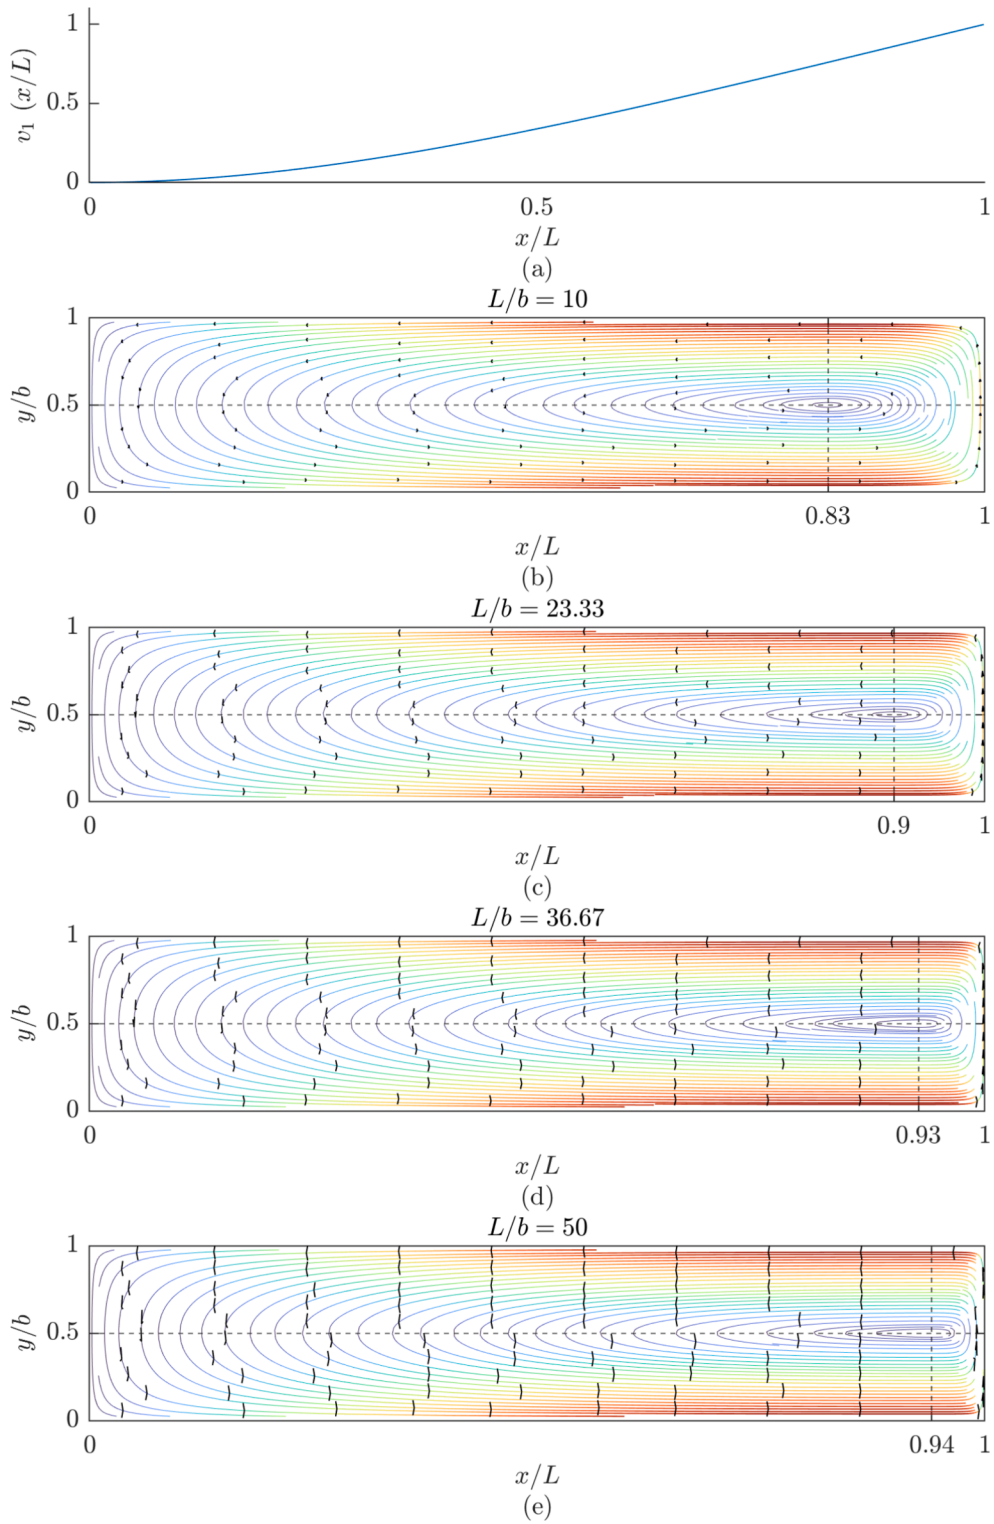 1
0.5
0
v₁ (x/L)
0 0.5 1
x/L
(a)
L/b = 10
1
0.5
0
y/b
0 0.83 1
x/L
(b)
L/b = 23.33
1
0.5
0
y/b
0 0.9 1
x/L
(c)
L/b = 36.67
1
0.5
0
y/b
0 0.93 1
x/L
(d)
L/b = 50
1
0.5
0
y/b
0 0.94 1
x/L
(e)